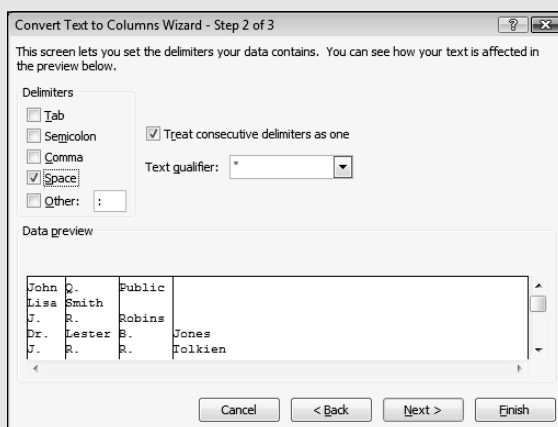 Convert Text to Columns Wizard - Step 2 of 3
This screen lets you set the delimiters your data contains. You can see how your text is affected in
the preview below.
Delimiters
Tab
Semicolon
Comma
Space
Other: :
Treat consecutive delimiters as one
Text qualifier: "
Data preview
John Q. Public
Lisa Smith
J. R. Robins
Dr. Lester B. Jones
J. R. R. Tolkien
Cancel < Back Next > Finish